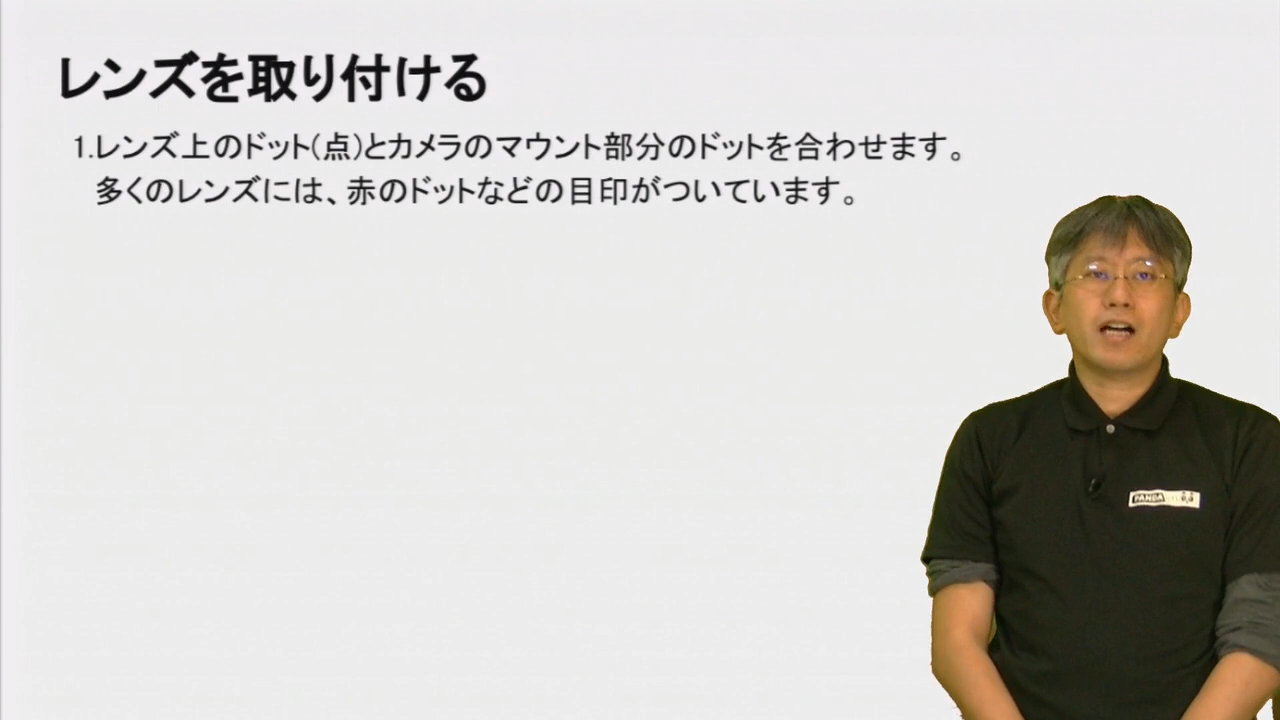 レンズを取り付ける
1.レンズ上のドット(点)とカメラのマウント部分のドットを合わせます。
多くのレンズには、赤のドットなどの目印がついています。
PANDA